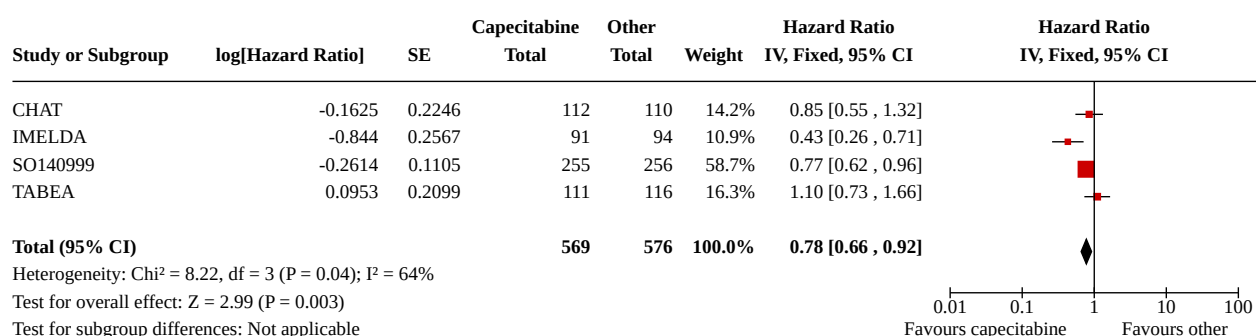 Capecitabine Other Hazard Ratio Hazard Ratio
Study or Subgroup log[Hazard Ratio] SE Total Total Weight IV, Fixed, 95% CI IV, Fixed, 95% CI
CHAT -0.1625 0.2246 112 110 14.2% 0.85 [0.55 , 1.32]
IMELDA -0.844 0.2567 91 94 10.9% 0.43 [0.26 , 0.71]
SO140999 -0.2614 0.1105 255 256 58.7% 0.77 [0.62 , 0.96]
TABEA 0.0953 0.2099 111 116 16.3% 1.10 [0.73 , 1.66]
Total (95% CI) 569 576 100.0% 0.78 [0.66 , 0.92]
Heterogeneity: Chi² = 8.22, df = 3 (P = 0.04); I² = 64%
Test for overall effect: Z = 2.99 (P = 0.003) 0.01 0.1 1 10 100
Test for subgroup differences: Not applicable Favours capecitabine Favours other